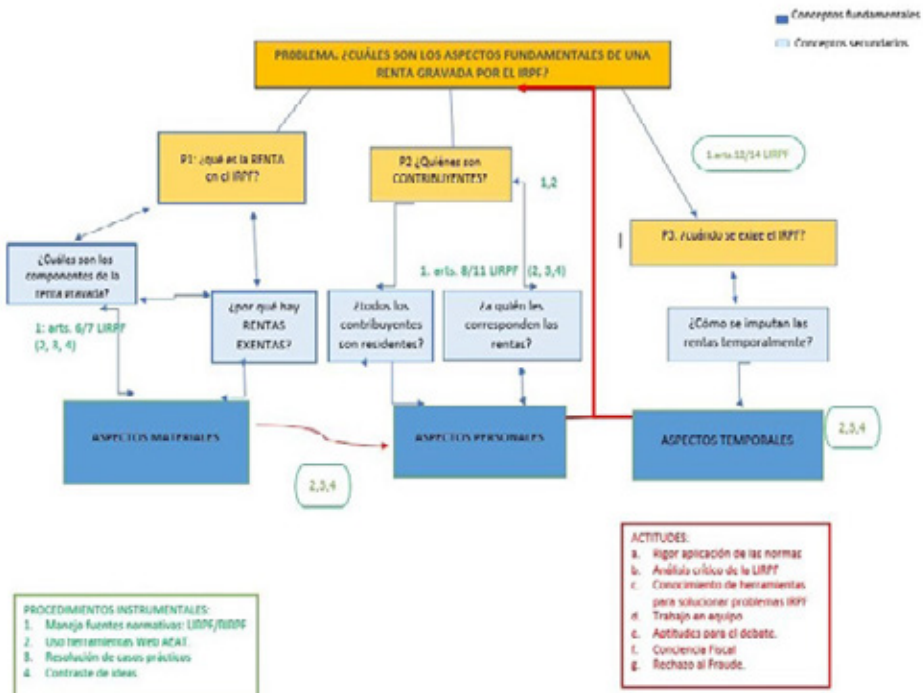 Conceptos fundamentales
Conceptos secundarios
PROBLEMA. ¿CUÁLES SON LOS ASPECTOS FUNDAMENTALES DE UNA
RENTA GRAVADA POR EL IRPF?
P1: ¿qué es la RENTA
en el IRPF?
P2 ¿Quiénes son
CONTRIBUYENTES?
1,2
1.arts.12/14 LIRPF
P3. ¿cuándo se exige el IRPF?
¿Cuáles son los
componentes de la
renta gravada?
1: arts. 6/7 LIRPF
(2, 3, 4)
¿por qué hay
RENTAS
EXENTAS?
1. arts. 8/11 LIRPF (2, 3,4)
¿todos los
contribuyentes
son residentes?
¿a quién les
corresponden las
rentas?
¿Cómo se imputan las
rentas temporalmente?
ASPECTOS MATERIALES
ASPECTOS PERSONALES
ASPECTOS TEMPORALES
2,3,4
2,3,4
PROCEDIMIENTOS INSTRUMENTALES:
1. Manejo fuentes normativas: LIRPF/RIRPF
2. Uso herramientas Web AEAT.
3. Resolución de casos prácticos
4. Contraste de ideas
ACTITUDES:
a. Rigor aplicación de las normas
b. Análisis crítico de la LIRPF
c. Conocimiento de herramientas
para solucionar problemas IRPF
d. Trabajo en equipo
e. Aptitudes para el debate.
f. Conciencia Fiscal
g. Rechazo al Fraude.